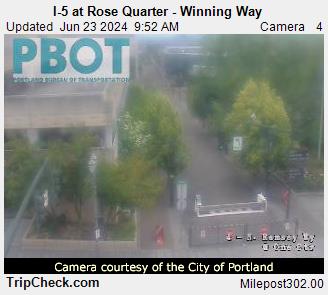 I-5 at Rose Quarter - Winning Way
Updated Jun 23 2024 9:52 AM Camera 4
PBOT
PORTLAND BUREAU OF TRANSPORTATION
Camera courtesy of the City of Portland
TripCheck.com Milepost302.00